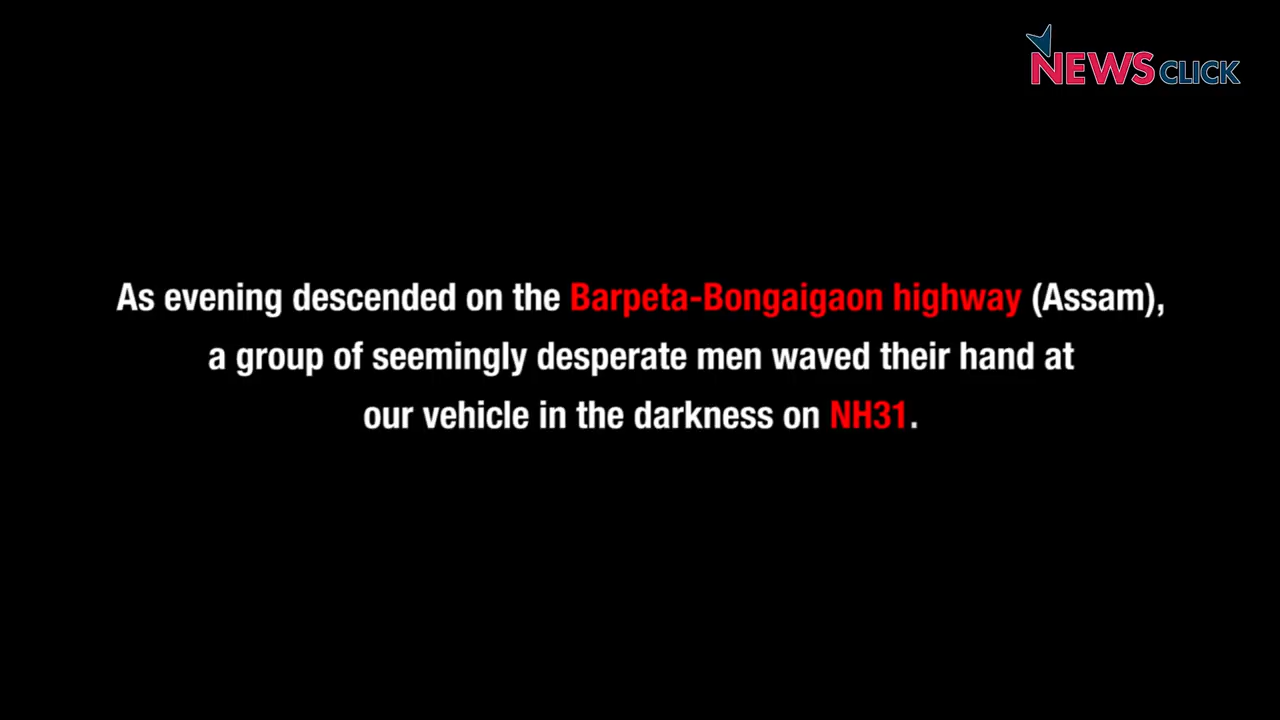 NEWSCLICK
As evening descended on the Barpeta-Bongaigaon highway (Assam),
a group of seemingly desperate men waved their hand at
our vehicle in the darkness on NH31.